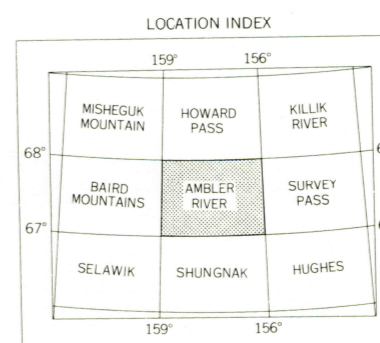 LOCATION INDEX
159° 156°
MISHEGUK
MOUNTAIN
HOWARD
PASS
KILLIK
RIVER
68°
BAIRD
MOUNTAINS
AMBLER
RIVER
SURVEY
PASS
67°
SELAWIK
SHUNGNAK
HUGHES
159° 156°